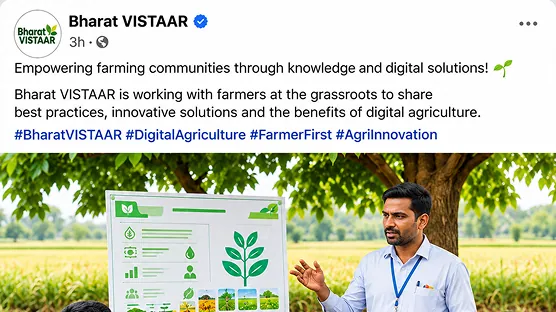 Bharat
VISTAAR
Bharat VISTAAR
3h ·
Empowering farming communities through knowledge and digital solutions!
Bharat VISTAAR is working with farmers at the grassroots to share
best practices, innovative solutions and the benefits of digital agriculture.
#BharatVISTAAR #DigitalAgriculture #FarmerFirst #AgriInnovation